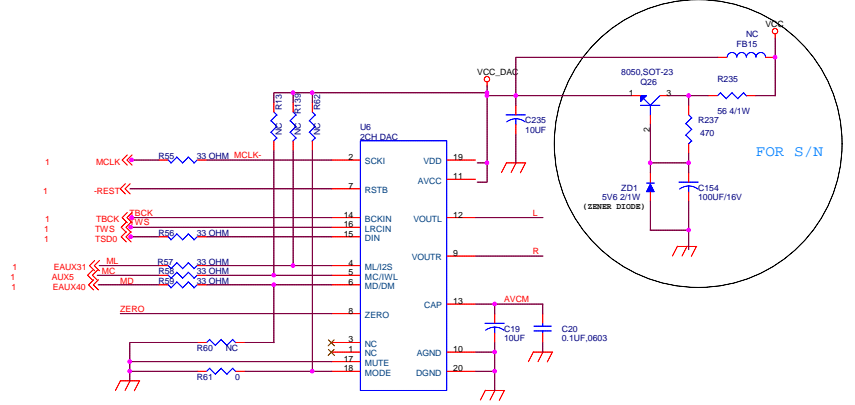 VCC
NC
FB15
VCC_DAC
8050,SOT-23
Q26
R235
1
3
56 4/1W
2
R237
470
FOR S/N
ZD1
5V6 2/1W
(ZENER DIODE)
C154
100UF/16V
C235
10UF
R13
NC
R139
NC
R62
NC
U6
2CH DAC
1
MCLK
R55
33 OHM
MCLK-
2
SCKI
VDD
19
AVCC
11
1
-REST
7
RSTB
1
TBCK
TBCK
14
BCKIN
VOUTL
12
L
1
TWS
TWS
16
LRCIN
1
TSD0
R56
33 OHM
15
DIN
VOUTR
9
R
1
EAUX31
ML
R57
33 OHM
4
ML/I2S
1
AUX5
MC
R58
33 OHM
5
MC/IWL
1
EAUX40
MD
R59
33 OHM
6
MD/DM
CAP
13
AVCM
ZERO
8
ZERO
C19
10UF
C20
0.1UF,0603
R60
NC
3
NC
1
NC
AGND
10
17
MUTE
R61
0
18
MODE
DGND
20